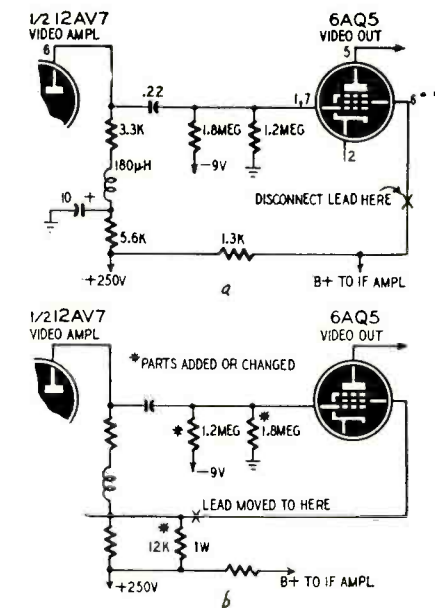 1/2 12AV7
VIDEO AMPL
6AQ5
VIDEO OUT
6
5
.22
1,7
6
3.3K
1.8MEG
1.2MEG
2
180µH
-9V
10 +
DISCONNECT LEAD HERE
5.6K
1.3K
+250V
B+ TO IF AMPL
a
1/2 12AV7
VIDEO AMPL
6AQ5
VIDEO OUT
*PARTS ADDED OR CHANGED
* 1.2MEG
* 1.8MEG
-9V
LEAD MOVED TO HERE
*
12K 1W
+250V
B+ TO IF AMPL
b